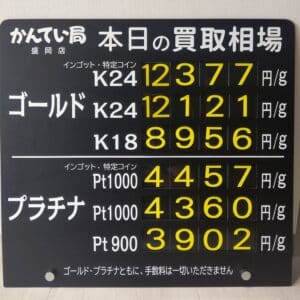 かんてい局
盛岡店
本日の買取相場
インゴット・特定コイン
K24 12377 円/g
ゴールド K24 12121 円/g
K18 8956 円/g
インゴット・特定コイン
Pt1000 4457 円/g
プラチナ Pt1000 4360 円/g
Pt900 3902 円/g
ゴールド・プラチナともに、手数料は一切いただきません